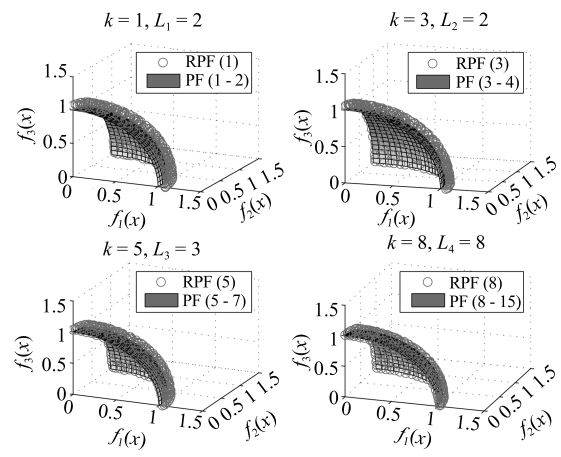 k = 1, L1 = 2
RPF (1)
PF (1 - 2)
1.5
1
0.5
0
f3(x)
0
0.5
1
1.5
f1(x)
0 0.5 1 1.5
f2(x)
k = 3, L2 = 2
RPF (3)
PF (3 - 4)
1.5
1
0.5
0
f3(x)
0
0.5
1
1.5
f1(x)
0 0.5 1 1.5
f2(x)
k = 5, L3 = 3
RPF (5)
PF (5 - 7)
1.5
1
0.5
0
f3(x)
0
0.5
1
1.5
f1(x)
0 0.5 1 1.5
f2(x)
k = 8, L4 = 8
RPF (8)
PF (8 - 15)
1.5
1
0.5
0
f3(x)
0
0.5
1
1.5
f1(x)
0 0.5 1 1.5
f2(x)